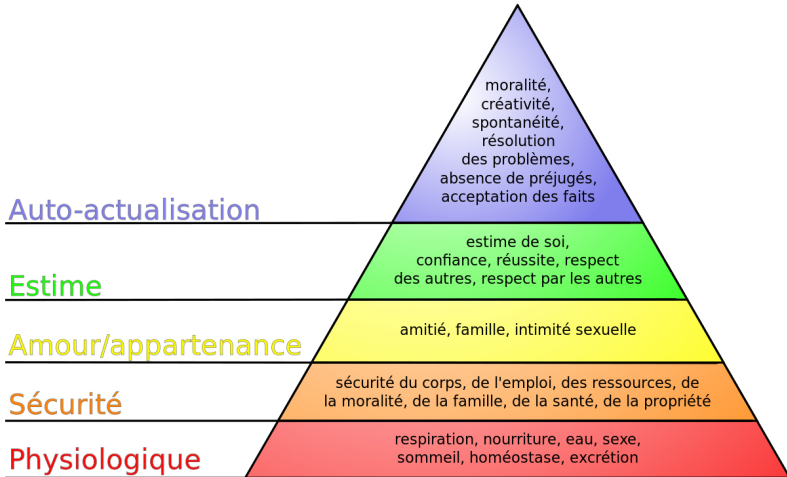 moralité,
créativité,
spontanéité,
résolution
des problèmes,
absence de préjugés,
acceptation des faits
Auto-actualisation
estime de soi,
confiance, réussite, respect
des autres, respect par les autres
Estime
amitié, famille, intimité sexuelle
Amour/appartenance
sécurité du corps, de l'emploi, des ressources, de
la moralité, de la famille, de la santé, de la propriété
Sécurité
respiration, nourriture, eau, sexe,
sommeil, homéostase, excrétion
Physiologique